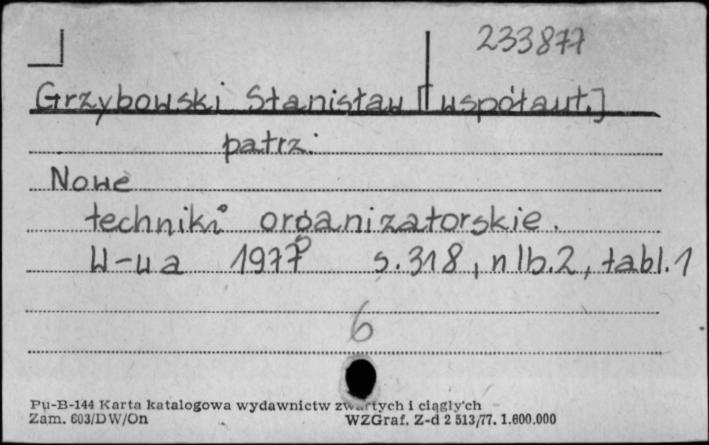 233877
Grzybowski Stanisław [współaut.]
patrz:
Nowe
techniki organizatorskie.
W-wa 1977 s.318, nlb.2, tabl.1
6
Pu-B-144 Karta katalogowa wydawnictw zwartych i ciągłych
Zam. 603/DW/On WZGraf. Z-d 2 513/77. 1.600.000